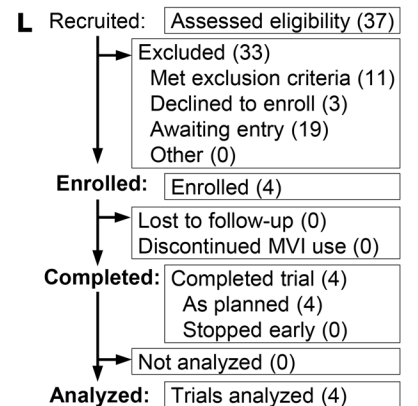 L Recruited: Assessed eligibility (37)
Excluded (33)
Met exclusion criteria (11)
Declined to enroll (3)
Awaiting entry (19)
Other (0)
Enrolled: Enrolled (4)
Lost to follow-up (0)
Discontinued MVI use (0)
Completed: Completed trial (4)
As planned (4)
Stopped early (0)
Not analyzed (0)
Analyzed: Trials analyzed (4)